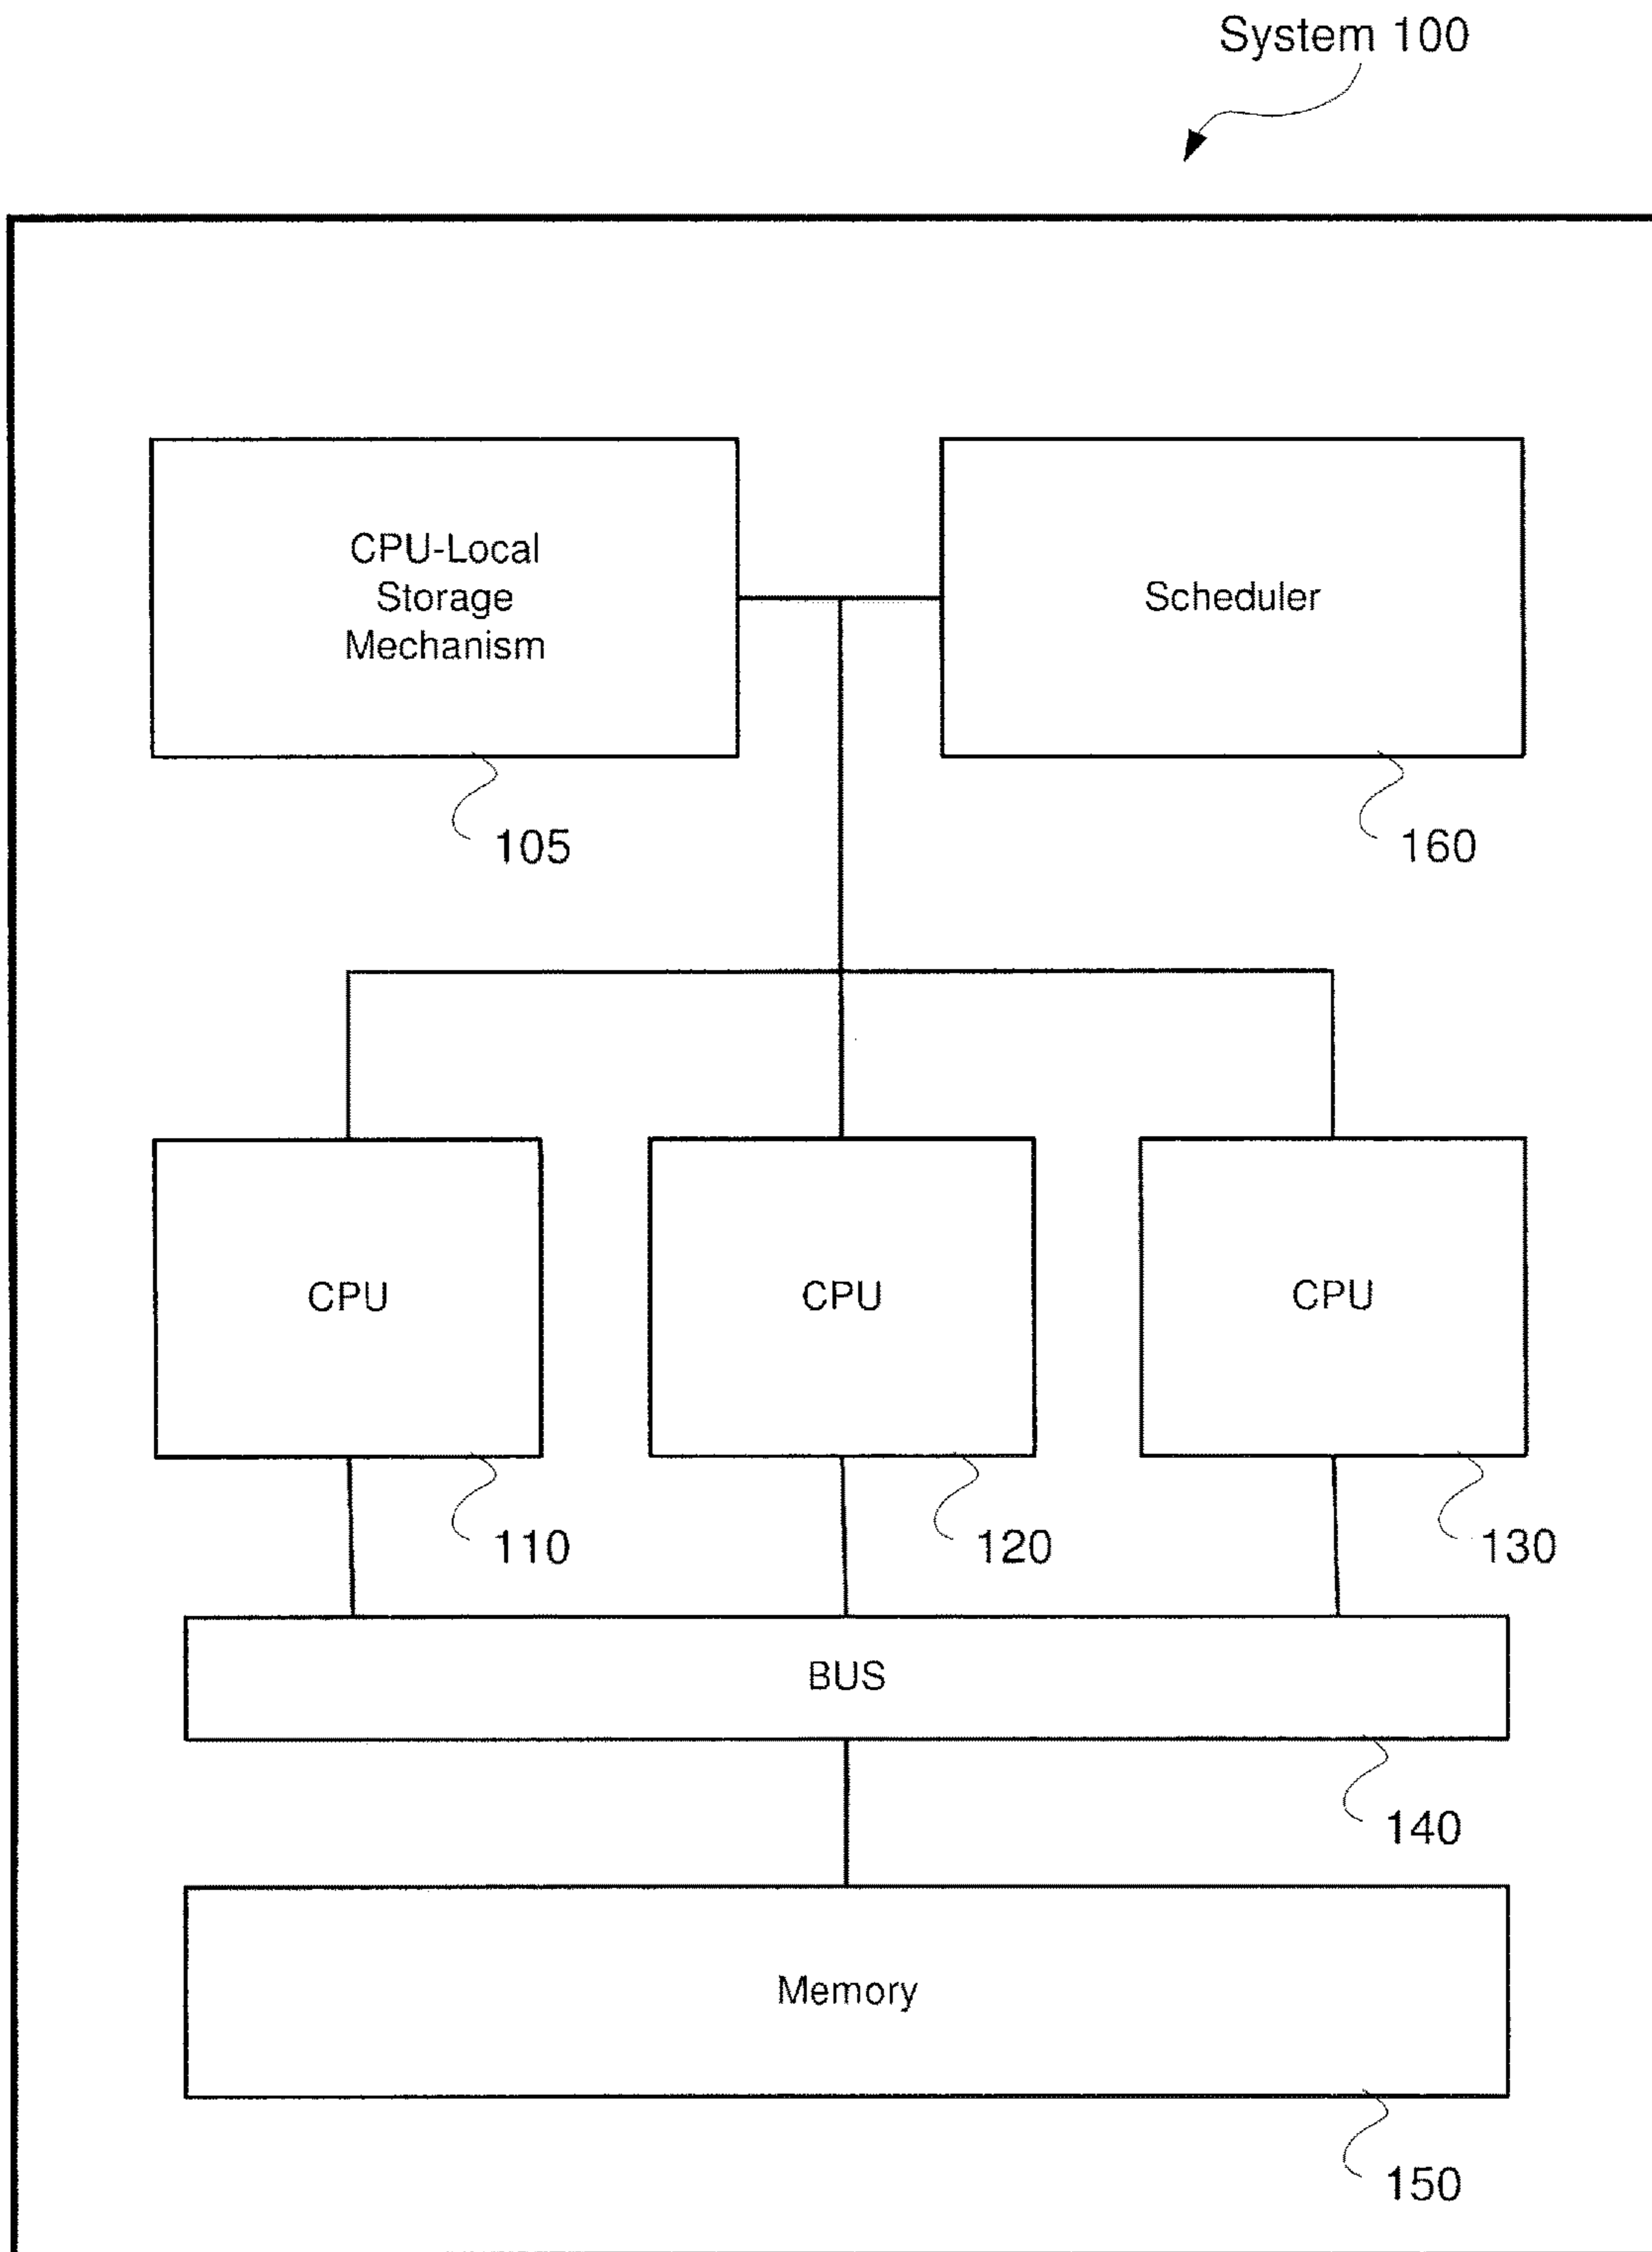 System 100
CPU-Local
Storage
Mechanism
Scheduler
105
160
CPU
CPU
CPU
110
120
130
BUS
140
Memory
150